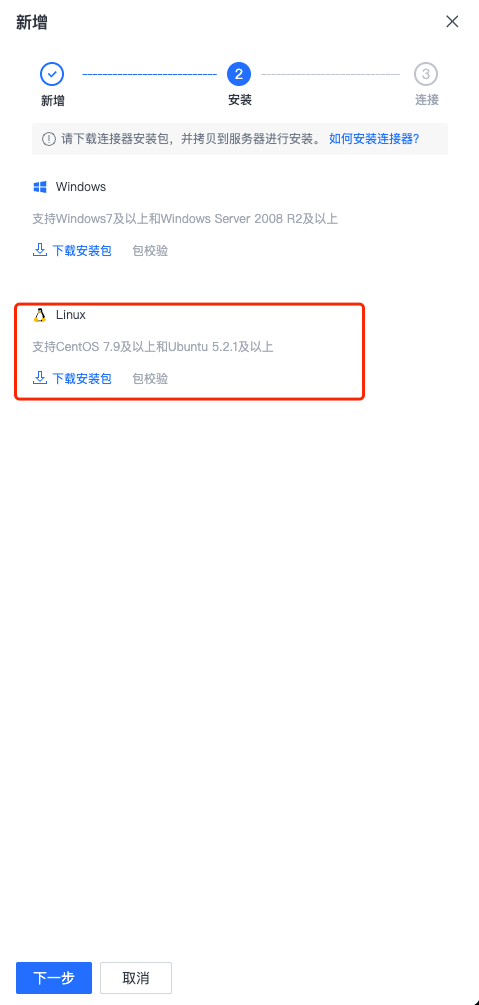 新增
2
3
新增
安装
连接
请下载连接器安装包，并拷贝到服务器进行安装。 如何安装连接器?
Windows
支持Windows7及以上和Windows Server 2008 R2及以上
下载安装包 包校验
Linux
支持CentOS 7.9及以上和Ubuntu 5.2.1及以上
下载安装包 包校验
下一步 取消